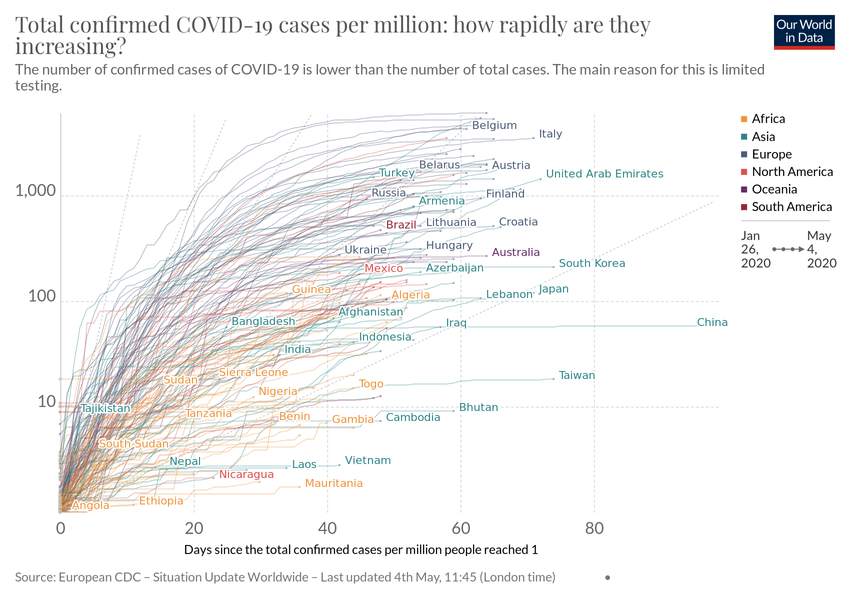 Total confirmed COVID-19 cases per million: how rapidly are they
increasing?
Our World
in Data
The number of confirmed cases of COVID-19 is lower than the number of total cases. The main reason for this is limited
testing.
Belgium
Italy
Belarus
Austria
Turkey
United Arab Emirates
Russia
Finland
1,000
Armenia
Brazil
Lithuania
Croatia
Ukraine
Hungary
Australia
Mexico
Azerbaijan
South Korea
Guinea
Algeria
Lebanon
Japan
100
Afghanistan
Bangladesh
Iraq
China
Indonesia
India
Sierra Leone
Sudan
Togo
Taiwan
Nigeria
10
Tajikistan
Tanzania
Benin
Gambia
Cambodia
Bhutan
South Sudan
Nepal
Laos
Vietnam
Nicaragua
Mauritania
Ethiopia
Angola
0
20
40
60
80
Days since the total confirmed cases per million people reached 1
Africa
Asia
Europe
North America
Oceania
South America
Jan
26,
2020
May
4,
2020
Source: European CDC – Situation Update Worldwide – Last updated 4th May, 11:45 (London time)